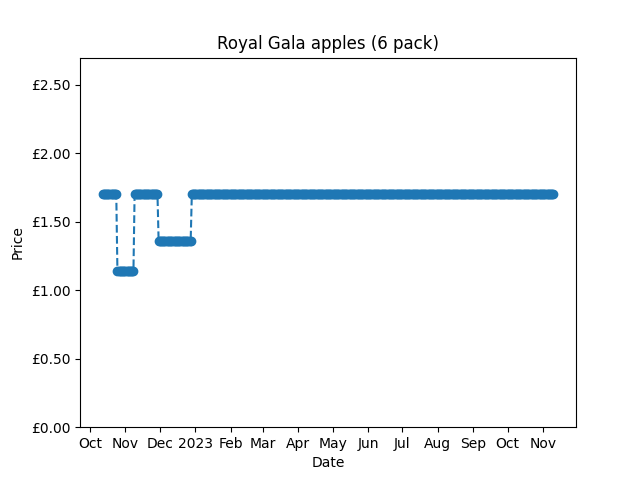 Royal Gala apples (6 pack)
£2.50
£2.00
£1.50
£1.00
£0.50
£0.00
Price
Oct Nov Dec 2023 Feb Mar Apr May Jun Jul Aug Sep Oct Nov
Date